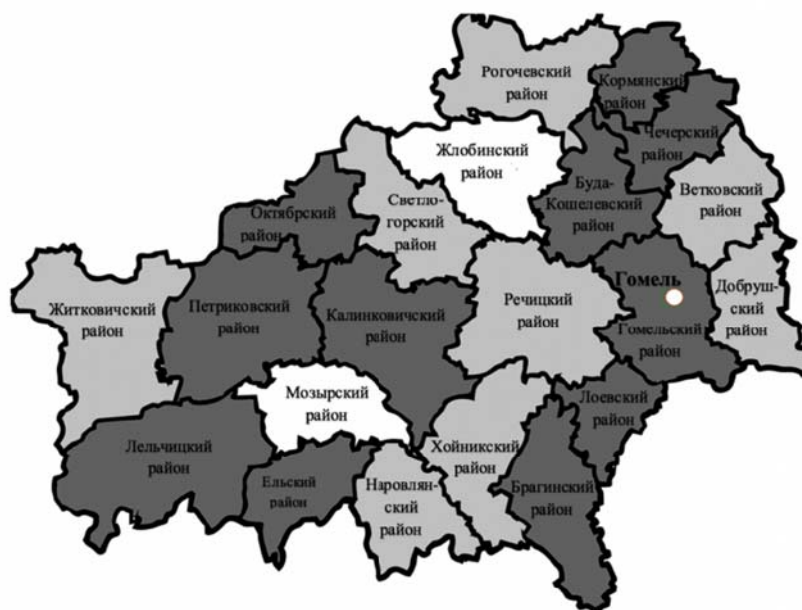 Рогочевский
район
Кормянский
район
Чечерский
район
Жлобинский
район
Буда-
Кошелевский
район
Ветковский
район
Светло-
горский
район
Октябрский
район
Гомель
Гомельский
район
Добруш-
ский
район
Житковичский
район
Петриковский
район
Калинковичский
район
Речицкий
район
Мозырский
район
Лоевский
район
Лельчицкий
район
Ельский
район
Наровлян-
ский
район
Хойникский
район
Брагинский
район